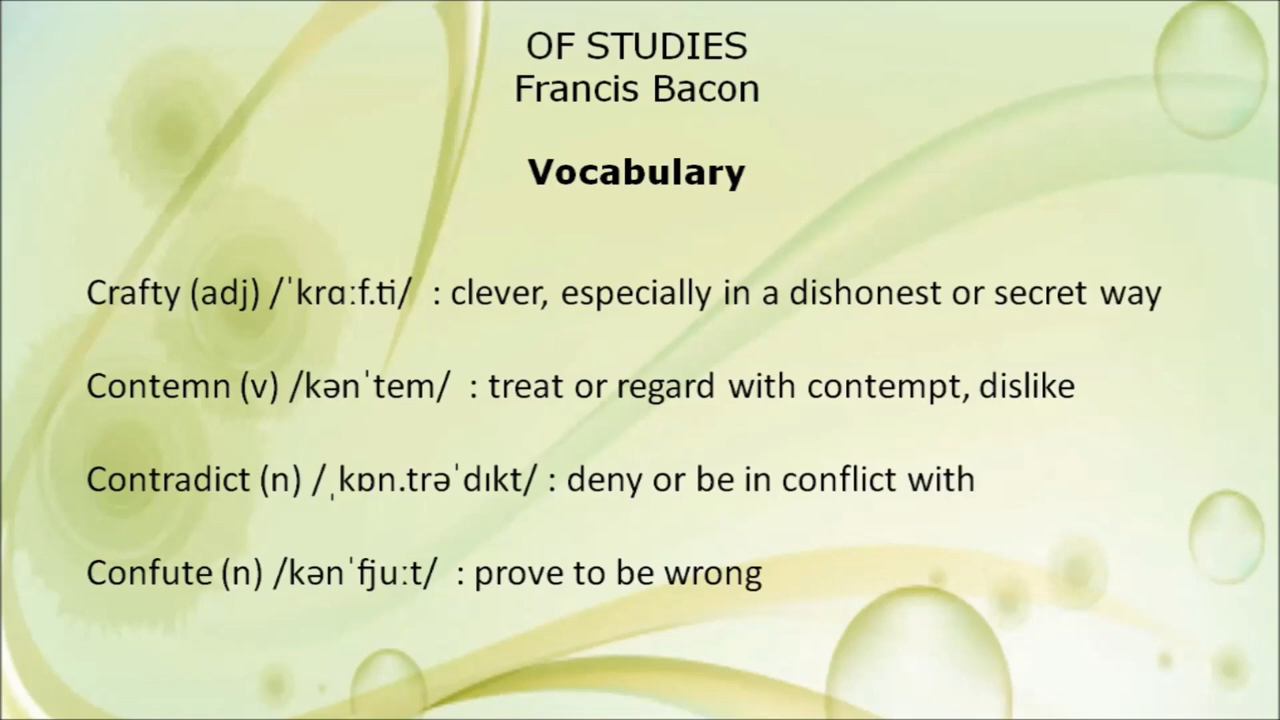 OF STUDIES
Francis Bacon
Vocabulary
Crafty (adj) /ˈkrɑːf.ti/ : clever, especially in a dishonest or secret way
Contemn (v) /kənˈtem/ : treat or regard with contempt, dislike
Contradict (n) /ˌkɒn.trəˈdɪkt/ : deny or be in conflict with
Confute (n) /kənˈfjuːt/ : prove to be wrong